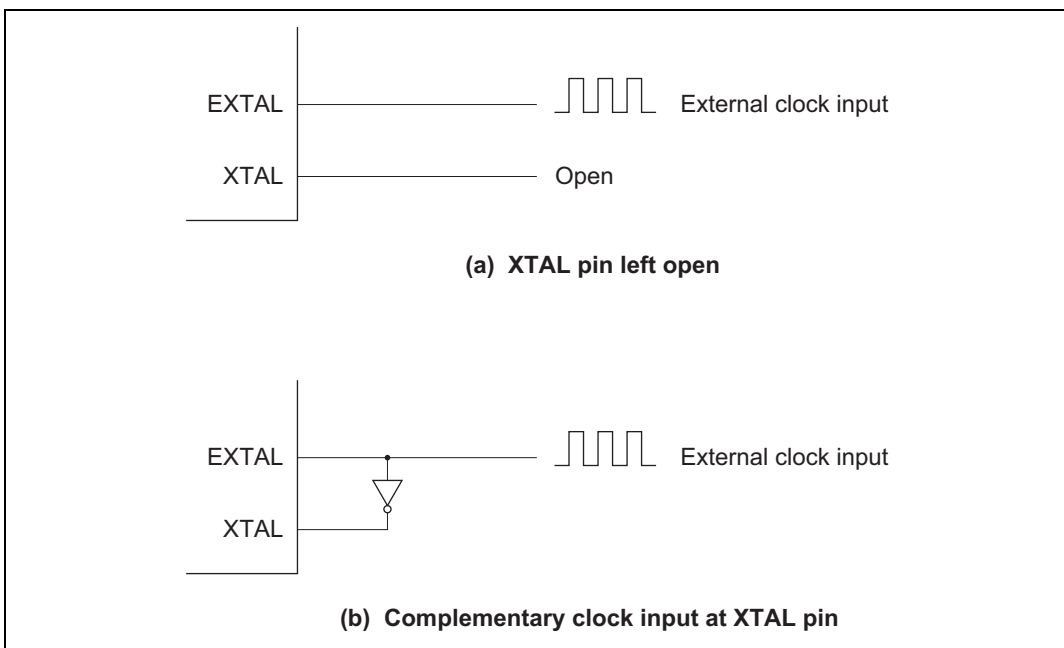 EXTAL External clock input
XTAL Open
(a) XTAL pin left open
EXTAL External clock input
XTAL
(b) Complementary clock input at XTAL pin